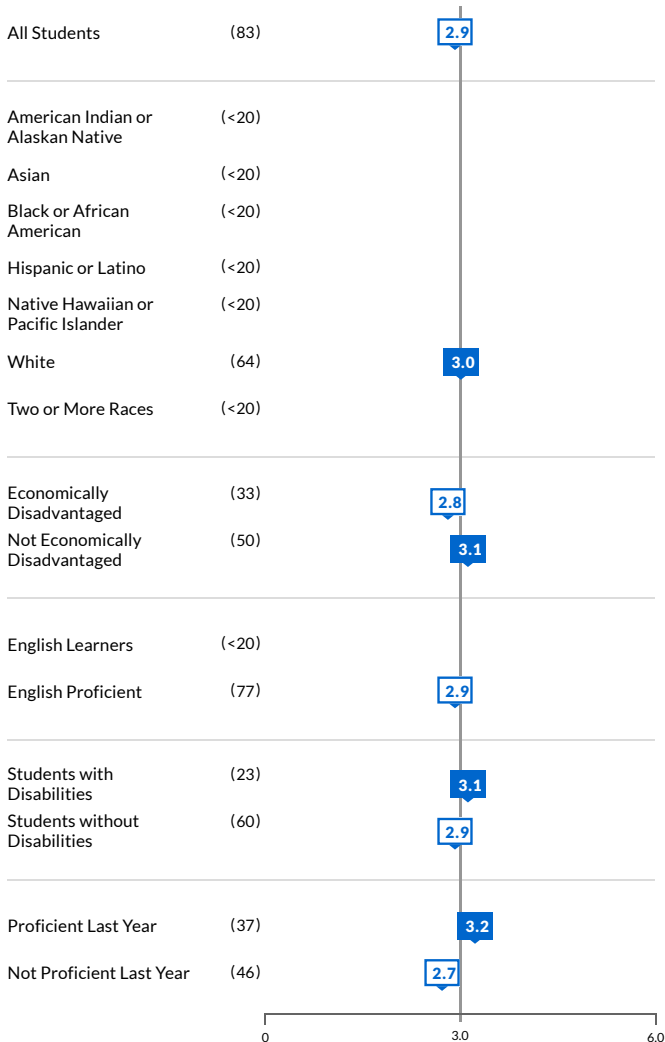 All Students (83) 2.9
American Indian or (<20)
Alaskan Native
Asian (<20)
Black or African (<20)
American
Hispanic or Latino (<20)
Native Hawaiian or (<20)
Pacific Islander
White (64) 3.0
Two or More Races (<20)
Economically (33) 2.8
Disadvantaged
Not Economically (50) 3.1
Disadvantaged
English Learners (<20)
English Proficient (77) 2.9
Students with (23) 3.1
Disabilities
Students without (60) 2.9
Disabilities
Proficient Last Year (37) 3.2
Not Proficient Last Year (46) 2.7
0 3.0 6.0